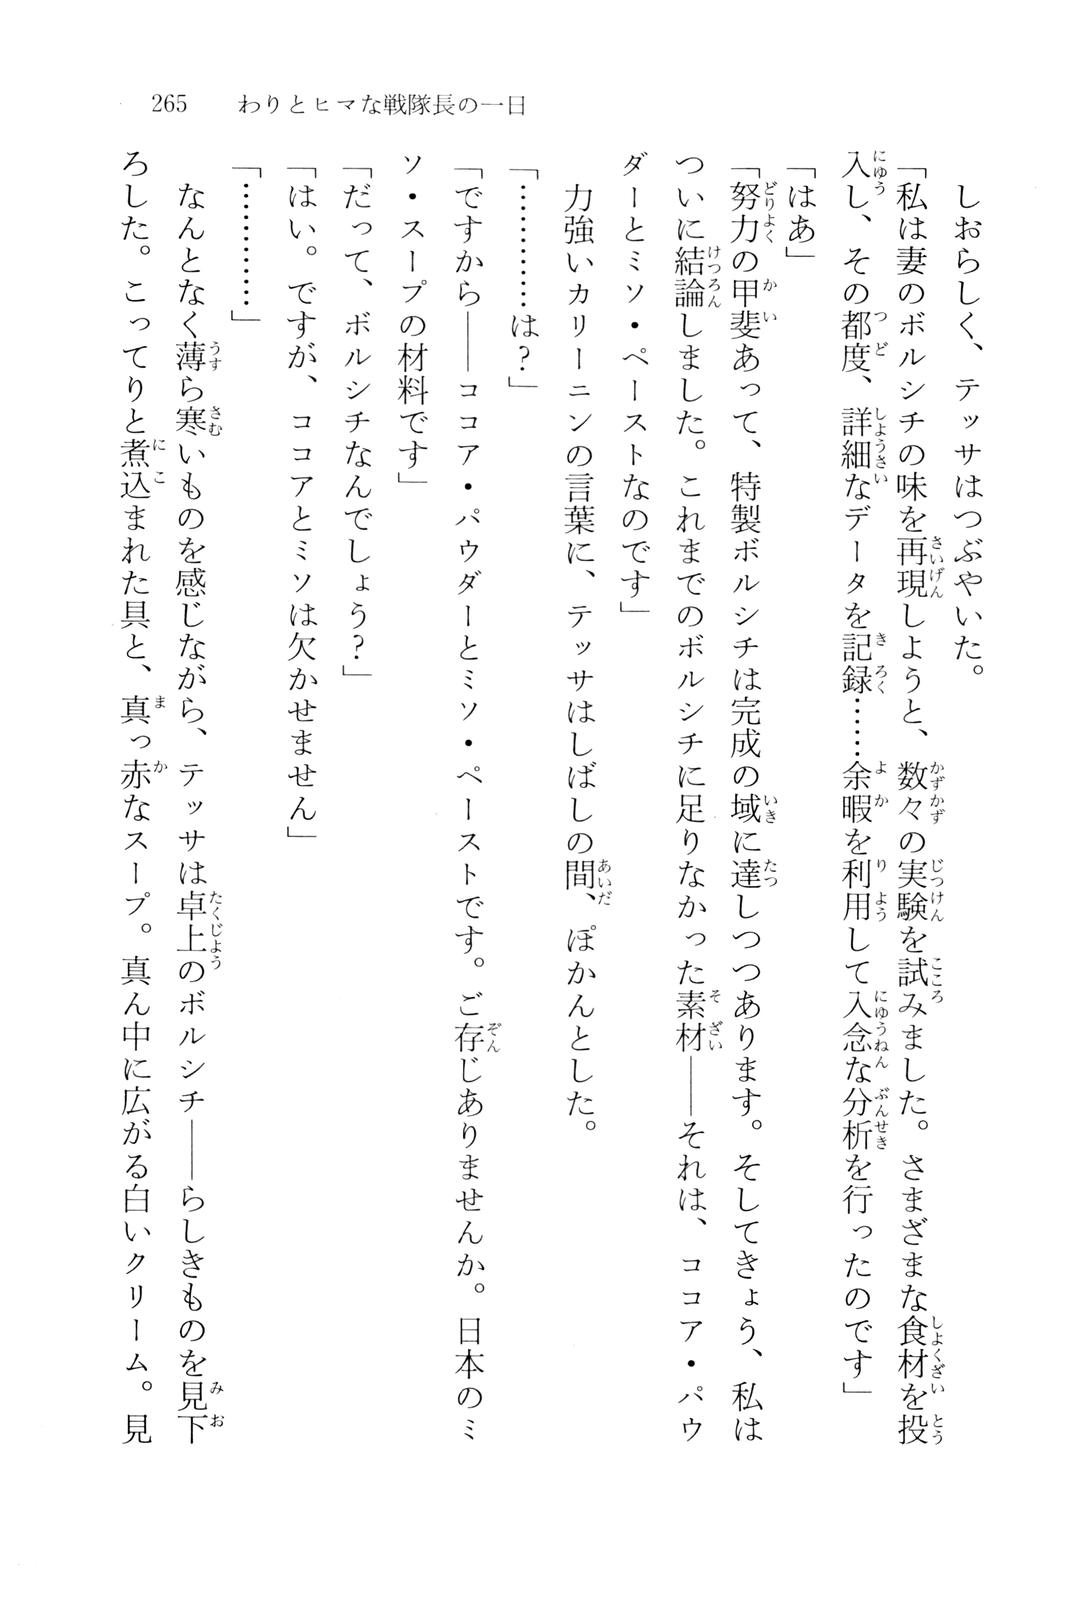 265　わりとヒマな戦隊長の一日
　しおらしく、テッサはつぶやいた。
「私は妻のボルシチの味を再現しようと、数々の実験を試みました。さまざまな食材を投
入し、その都度、詳細なデータを記録……余暇を利用して入念な分析を行ったのです」
「はあ」
「努力の甲斐あって、特製ボルシチは完成の域に達しつつあります。そしてきょう、私は
ついに結論しました。これまでのボルシチに足りなかった素材――それは、ココア・パウ
ダーとミソ・ペーストなのです」
　力強いカリーニンの言葉に、テッサはしばしの間、ぽかんとした。
「…………は？」
「ですから――ココア・パウダーとミソ・ペーストです。ご存じありませんか。日本のミ
ソ・スープの材料です」
「だって、ボルシチなんでしょう？」
「はい。ですが、ココアとミソは欠かせません」
「…………」
　なんとなく薄ら寒いものを感じながら、テッサは卓上のボルシチ――らしきものを見下
ろした。こってりと煮込まれた具と、真っ赤なスープ。真ん中に広がる白いクリーム。見